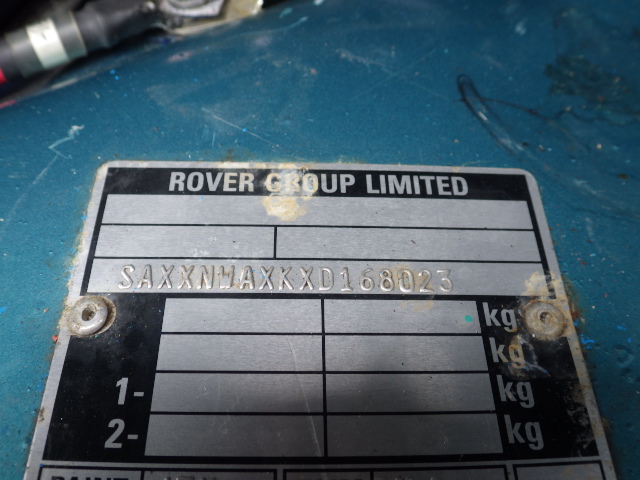 ROVER GROUP LIMITED
SAXXNWAXKXD168023
kg
kg
1- kg
2- kg